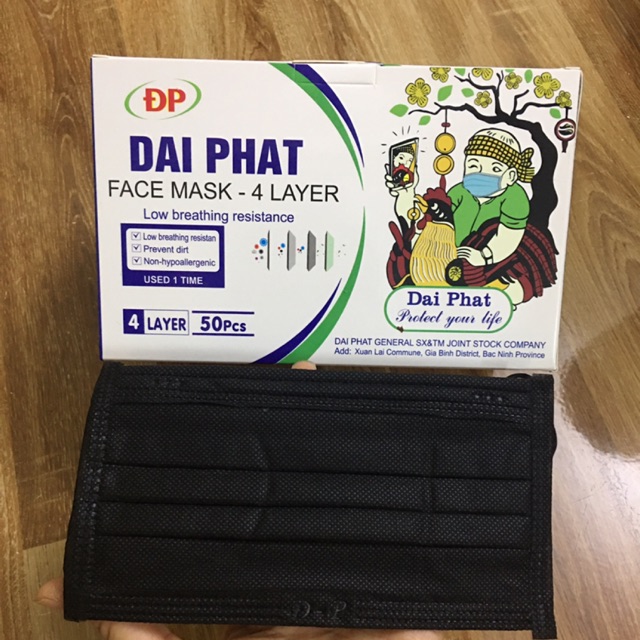 ĐP
DAI PHAT
FACE MASK - 4 LAYER
Low breathing resistance
Low breathing resistan
Prevent dirt
Non-hypoallergenic
USED 1 TIME
4 LAYER 50Pcs
Dai Phat
Protect your life
DAI PHAT GENERAL SX&TM JOINT STOCK COMPANY
Add: Xuan Lai Commune, Gia Binh District, Bac Ninh Province
Đ-P